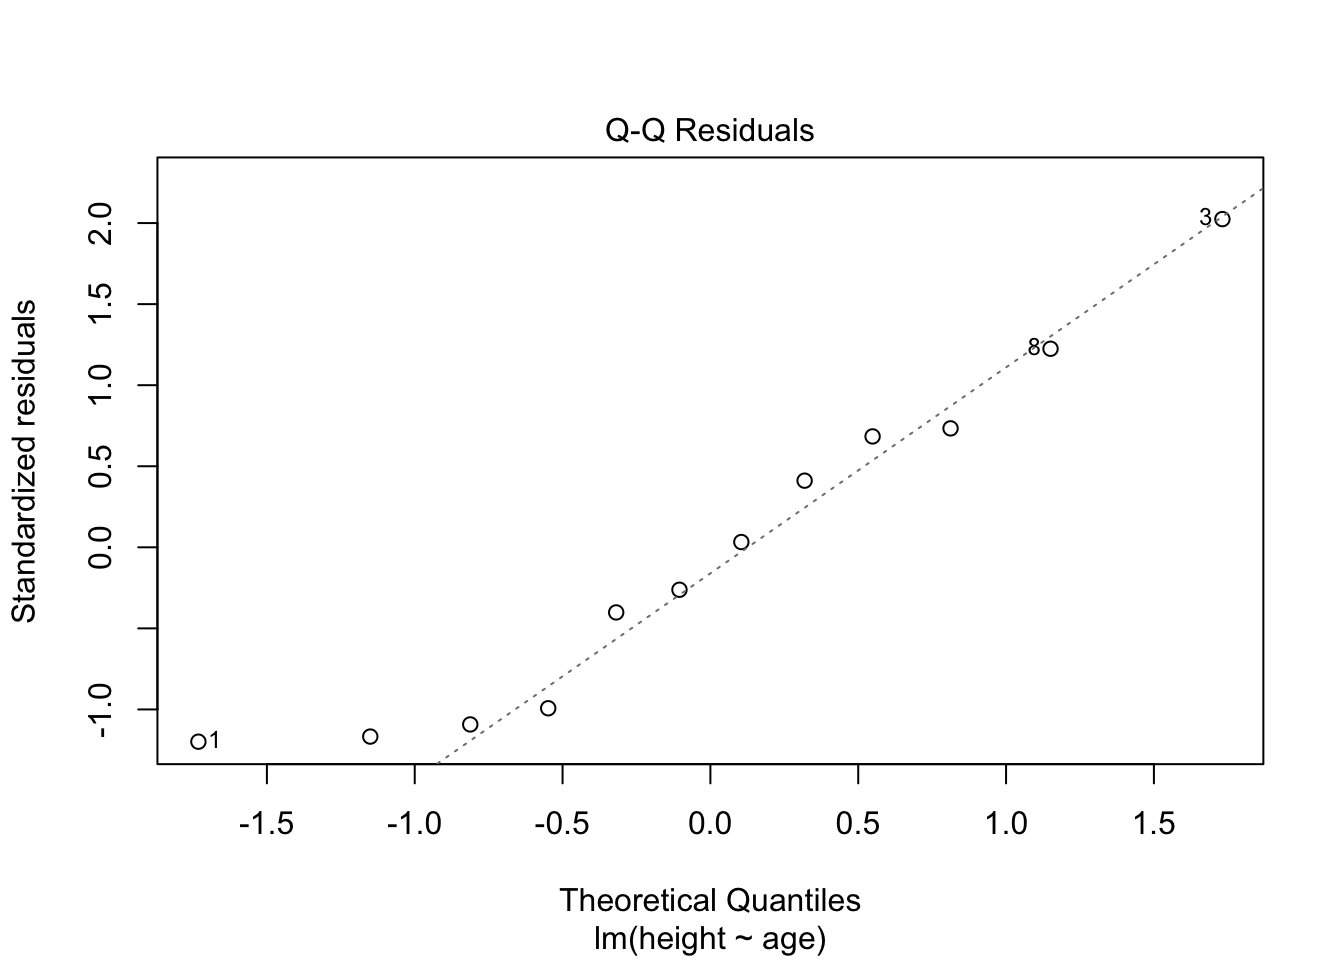 Q-Q Residuals
Standardized residuals
2.0
1.5
1.0
0.5
0.0
-1.0
3
8
1
-1.5 -1.0 -0.5 0.0 0.5 1.0 1.5
Theoretical Quantiles
lm(height ~ age)